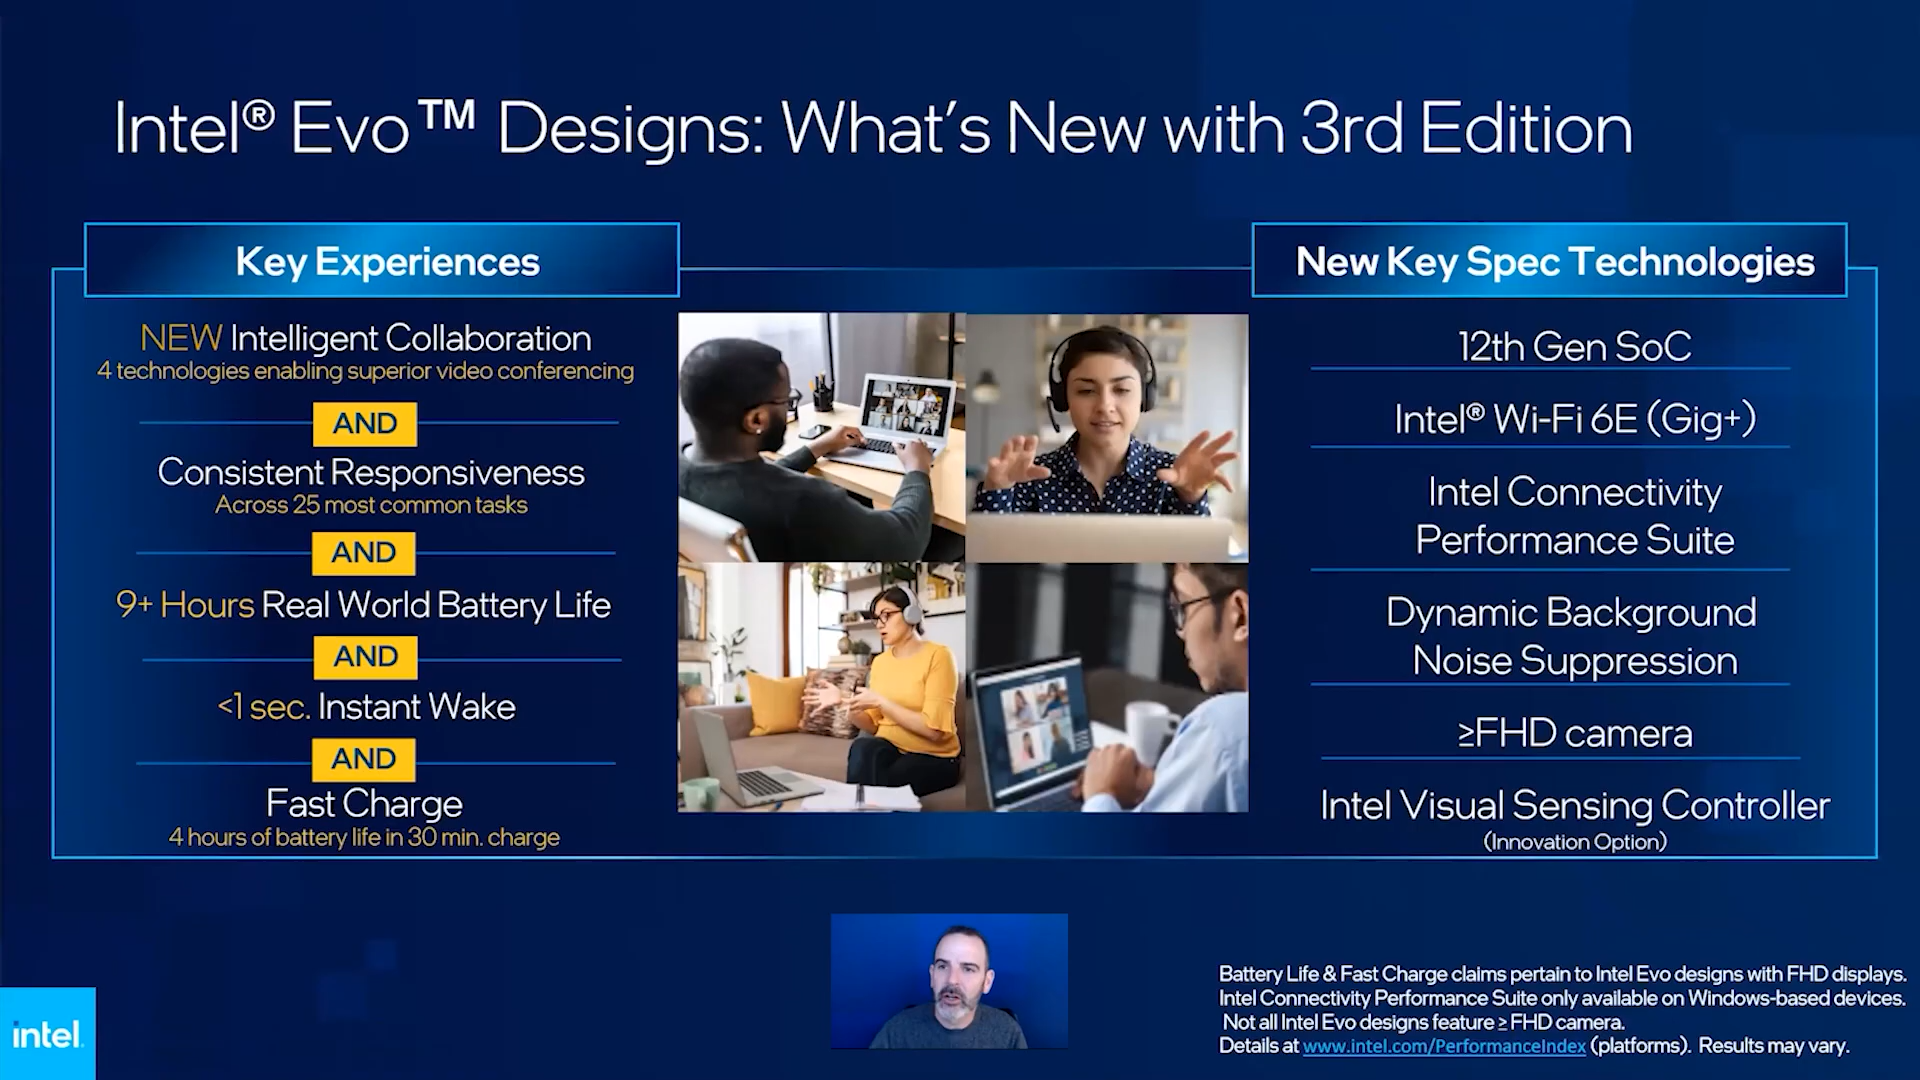 Intel® Evo™ Designs: What's New with 3rd Edition
Key Experiences
NEW Intelligent Collaboration
4 technologies enabling superior video conferencing
AND
Consistent Responsiveness
Across 25 most common tasks
AND
9+ Hours Real World Battery Life
AND
<1 sec. Instant Wake
AND
Fast Charge
4 hours of battery life in 30 min. charge
New Key Spec Technologies
12th Gen SoC
Intel® Wi-Fi 6E (Gig+)
Intel Connectivity
Performance Suite
Dynamic Background
Noise Suppression
≥FHD camera
Intel Visual Sensing Controller
(Innovation Option)
Battery Life & Fast Charge claims pertain to Intel Evo designs with FHD displays.
Intel Connectivity Performance Suite only available on Windows-based devices.
Not all Intel Evo designs feature ≥ FHD camera.
Details at www.intel.com/PerformanceIndex (platforms). Results may vary.
intel.